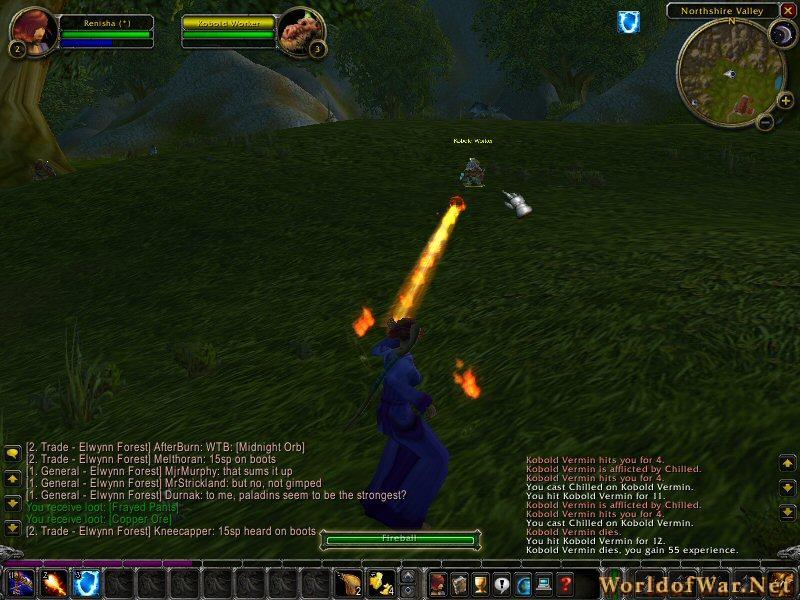 Renisha (*)
Kobold Worker
Northshire Valley
2
3
N
Kobold Worker
[2. Trade - Elwynn Forest] AfterBurn: WTB: [Midnight Orb]
[2. Trade - Elwynn Forest] Melthoran: 15sp on boots
[1. General - Elwynn Forest] MjrMurphy: that sums it up
[1. General - Elwynn Forest] MrStrickland: but no, not gimped
[1. General - Elwynn Forest] Durnak: to me, paladins seem to be the strongest?
You receive loot: [Frayed Pants]
You receive loot: [Copper Ore]
[2. Trade - Elwynn Forest] Kneecapper: 15sp heard on boots
Kobold Vermin hits you for 4.
Kobold Vermin is afflicted by Chilled.
Kobold Vermin hits you for 4.
You cast Chilled on Kobold Vermin.
You hit Kobold Vermin for 11.
Kobold Vermin is afflicted by Chilled.
Kobold Vermin hits you for 4.
You cast Chilled on Kobold Vermin.
Kobold Vermin dies.
You hit Kobold Vermin for 12.
Kobold Vermin dies, you gain 55 experience.
Fireball
2
3
2
4
WorldofWar.Net